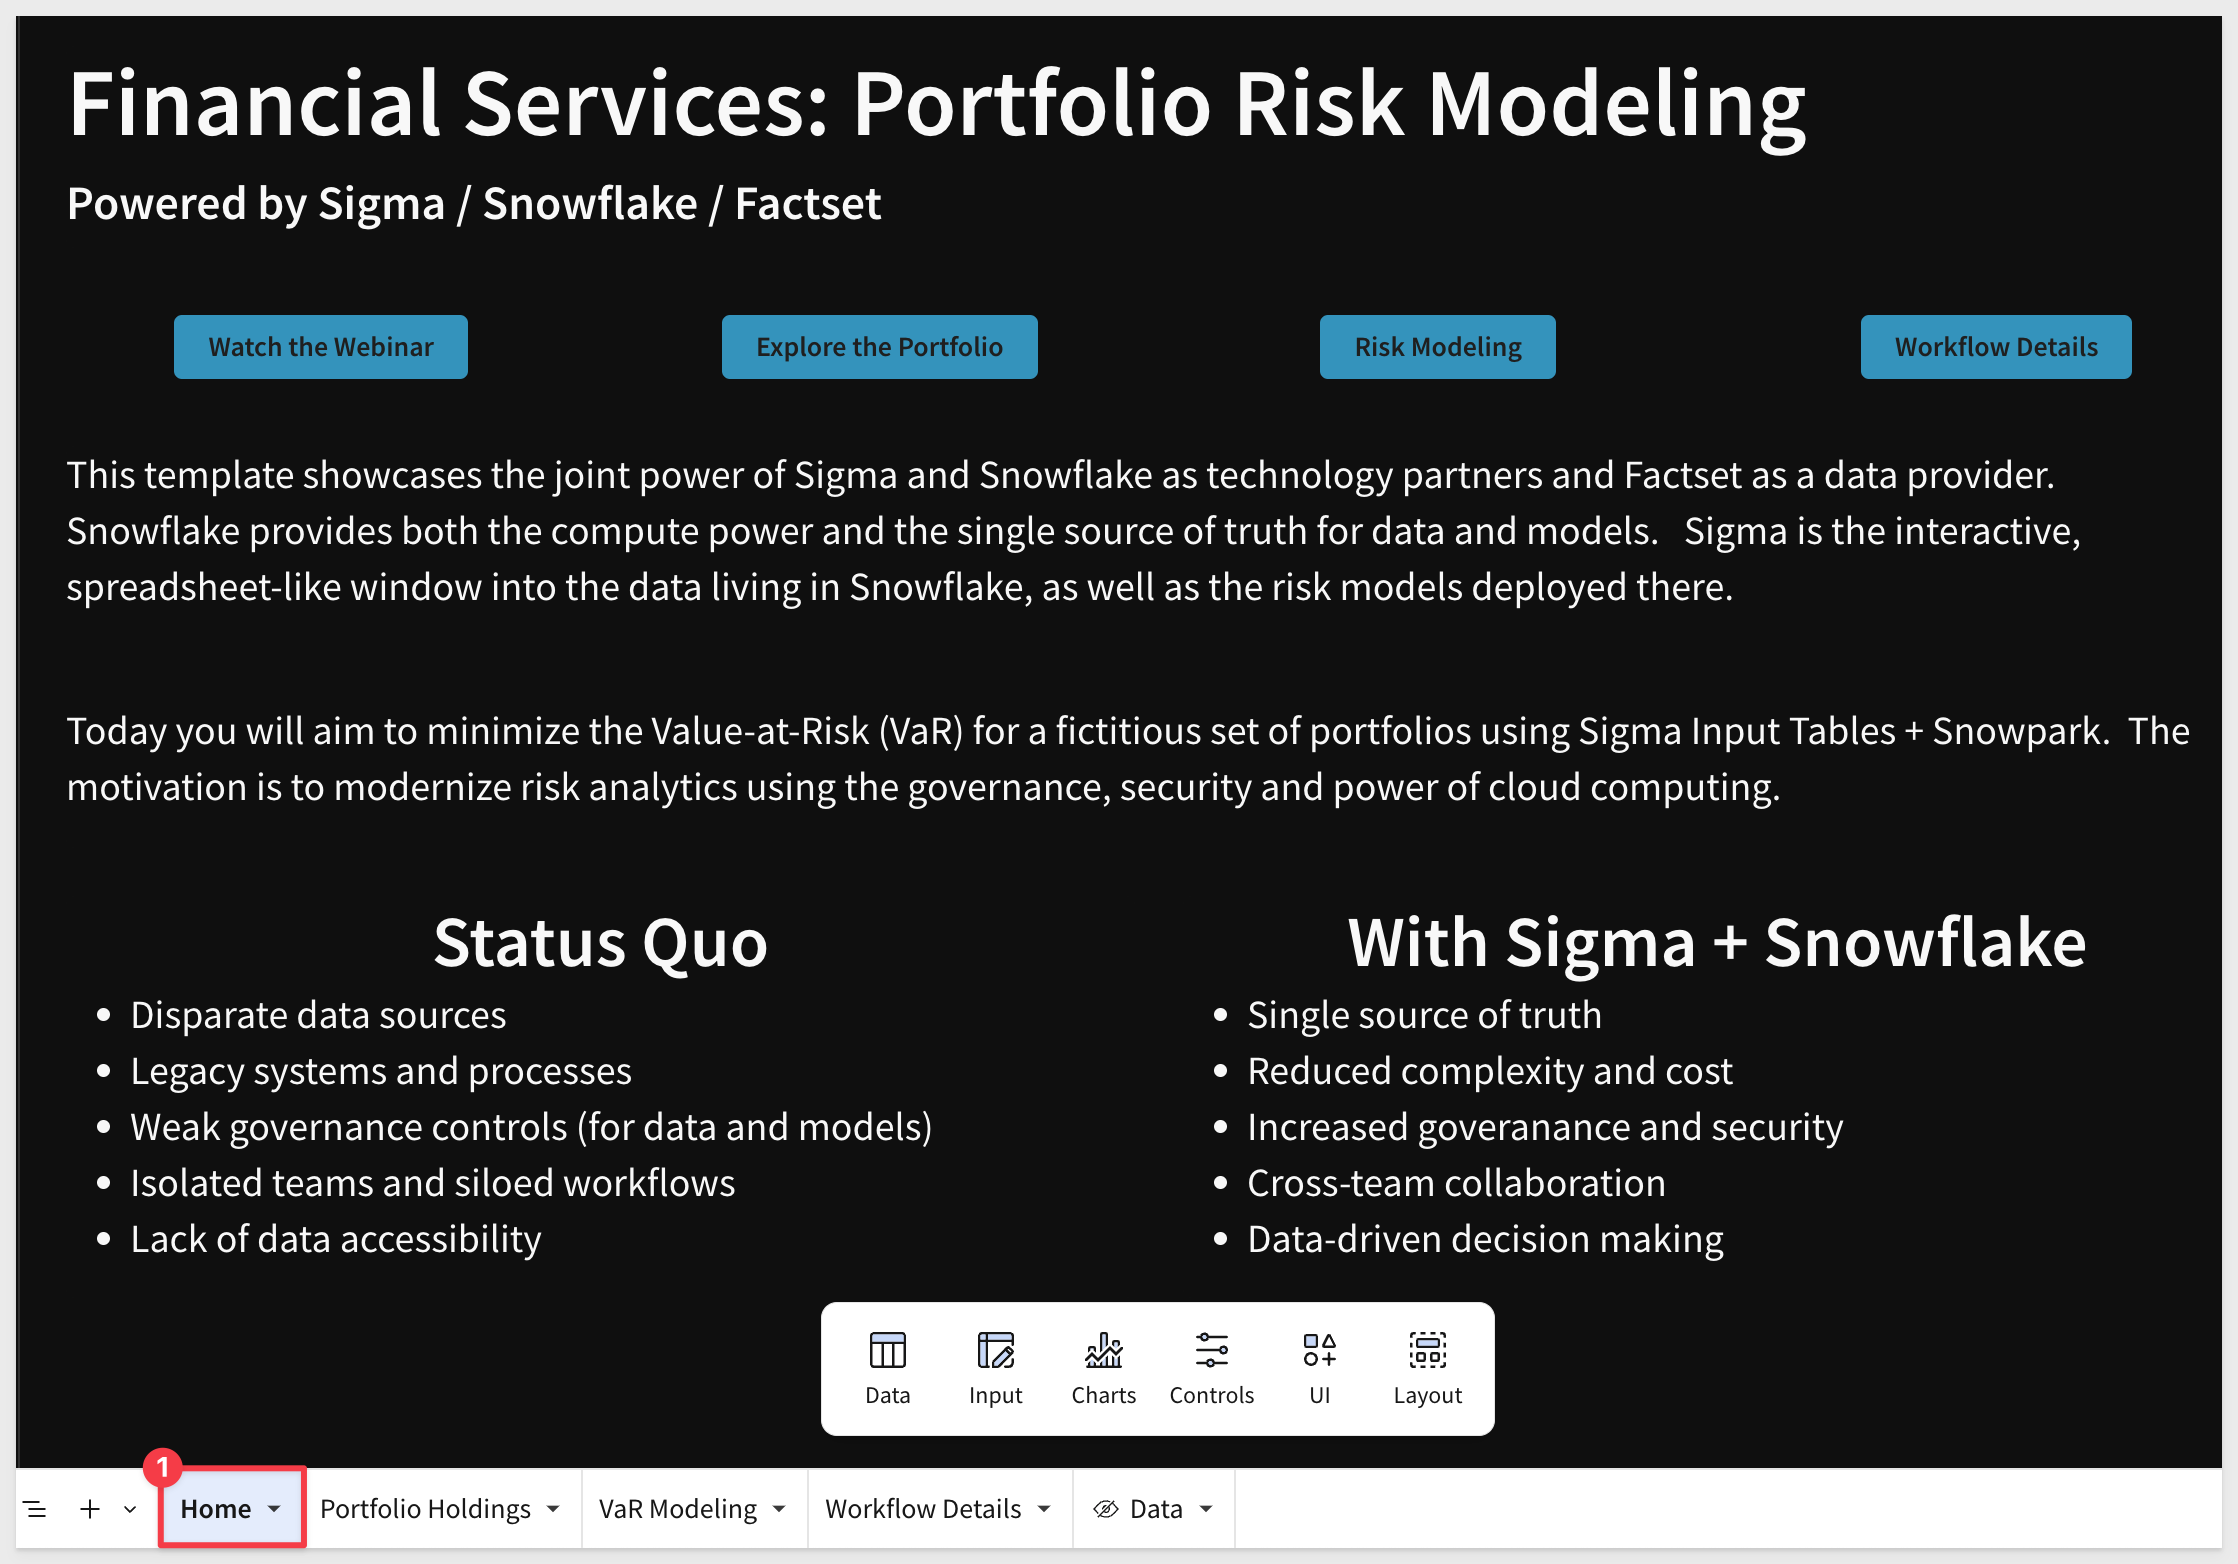 Financial Services: Portfolio Risk Modeling
Powered by Sigma / Snowflake / Factset
Watch the Webinar
Explore the Portfolio
Risk Modeling
Workflow Details
This template showcases the joint power of Sigma and Snowflake as technology partners and Factset as a data provider.
Snowflake provides both the compute power and the single source of truth for data and models.   Sigma is the interactive,
spreadsheet-like window into the data living in Snowflake, as well as the risk models deployed there.
Today you will aim to minimize the Value-at-Risk (VaR) for a fictitious set of portfolios using Sigma Input Tables + Snowpark.  The
motivation is to modernize risk analytics using the governance, security and power of cloud computing.
Status Quo
• Disparate data sources
• Legacy systems and processes
• Weak governance controls (for data and models)
• Isolated teams and siloed workflows
• Lack of data accessibility
With Sigma + Snowflake
• Single source of truth
• Reduced complexity and cost
• Increased goveranance and security
• Cross-team collaboration
• Data-driven decision making
Data
Input
Charts
Controls
UI
Layout
1
Home
Portfolio Holdings
VaR Modeling
Workflow Details
Data